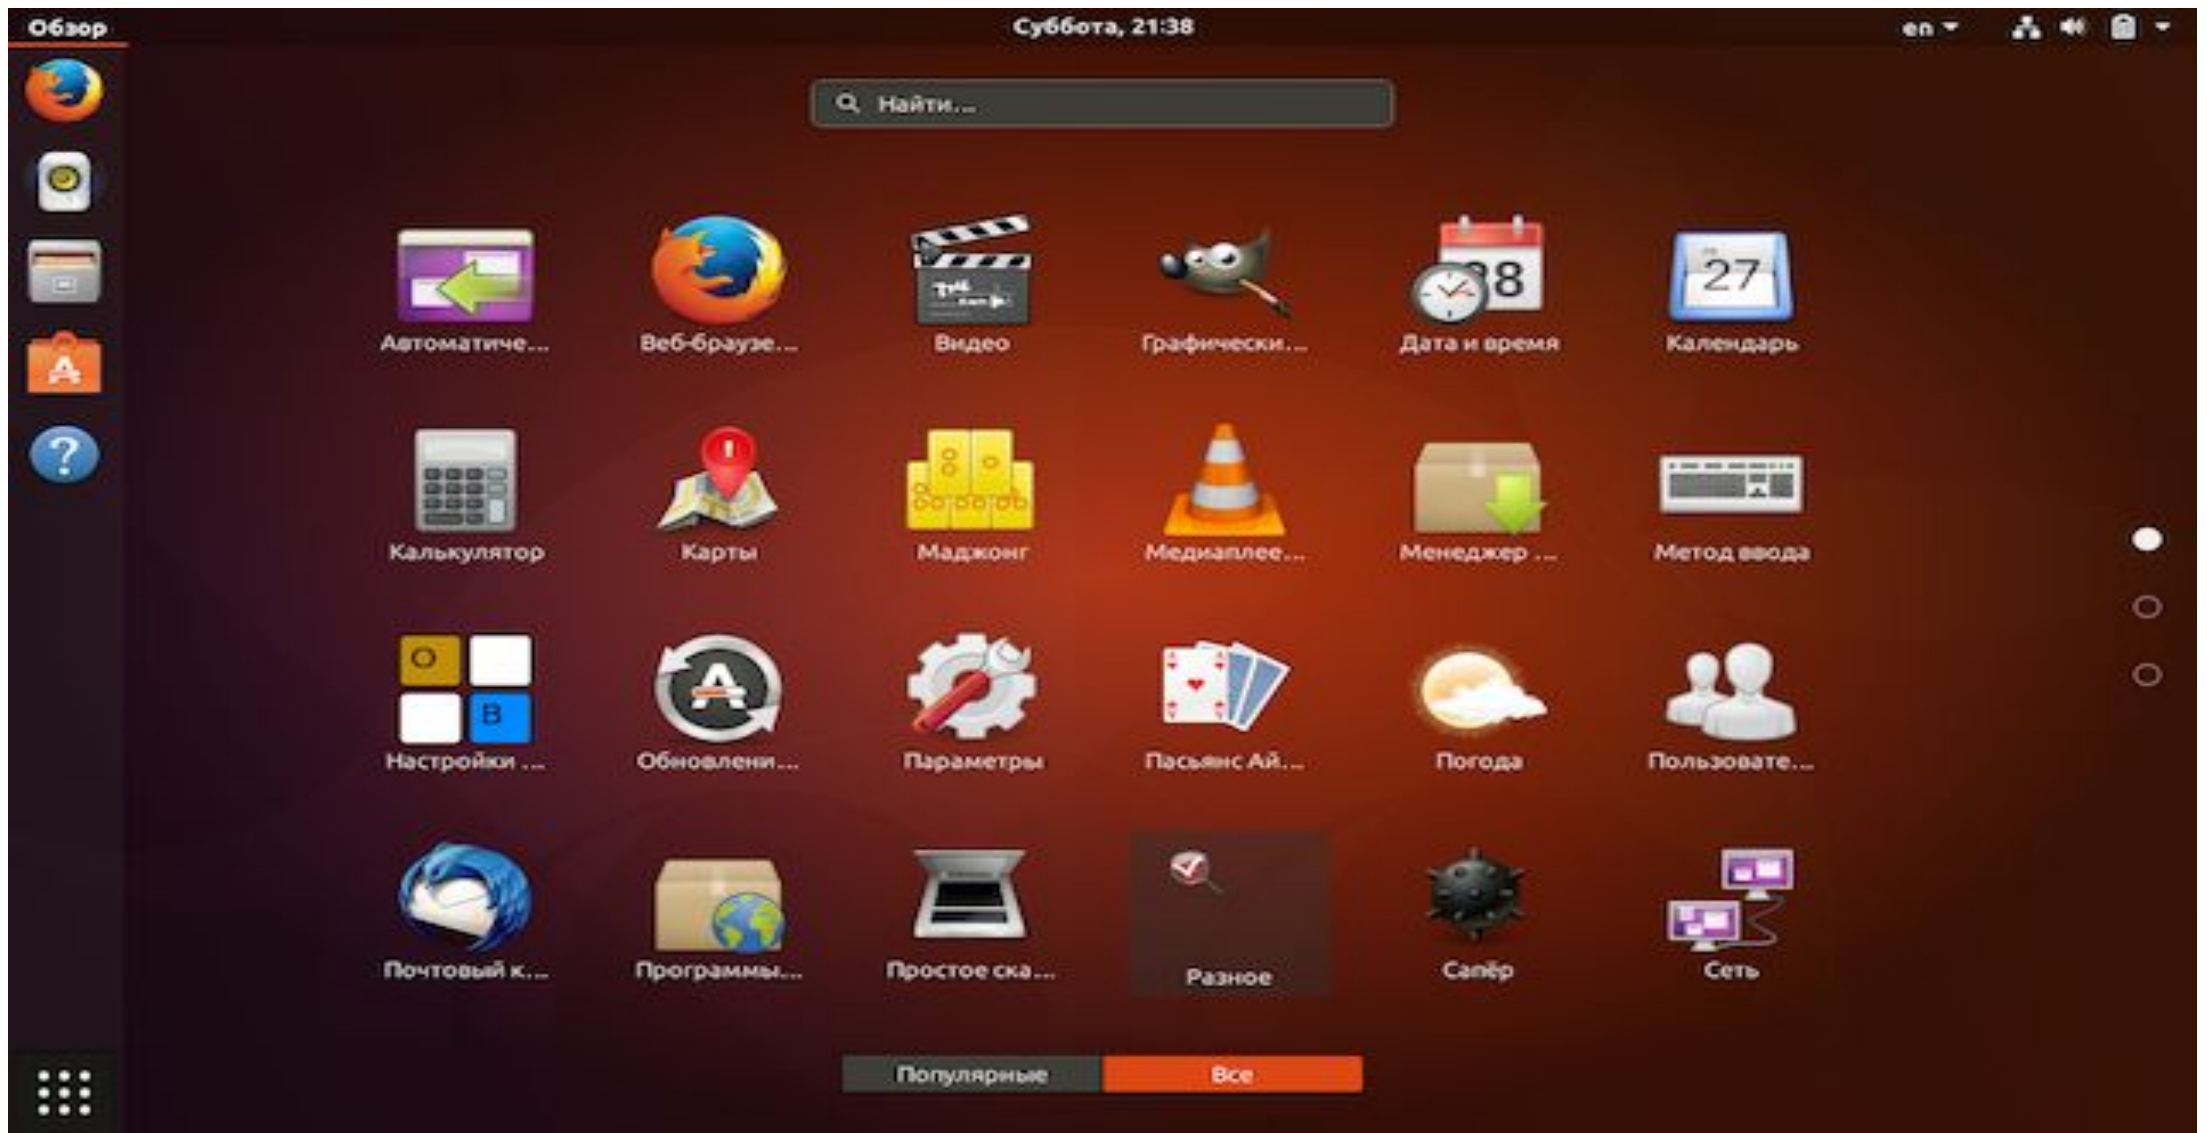 Обзор
Суббота, 21:38
en
Найти...
Автоматиче...
Веб-браузе...
Видео
Графически...
Дата и время
Календарь
27
Калькулятор
Карты
Маджонг
Медиаплее...
Менеджер ...
Метод ввода
O
B
Настройки ...
Обновлени...
Параметры
Пасьянс Ай...
Погода
Пользовате...
Почтовый к...
Программы...
Простое ска...
Разное
Сапёр
Сеть
Популярные
Все